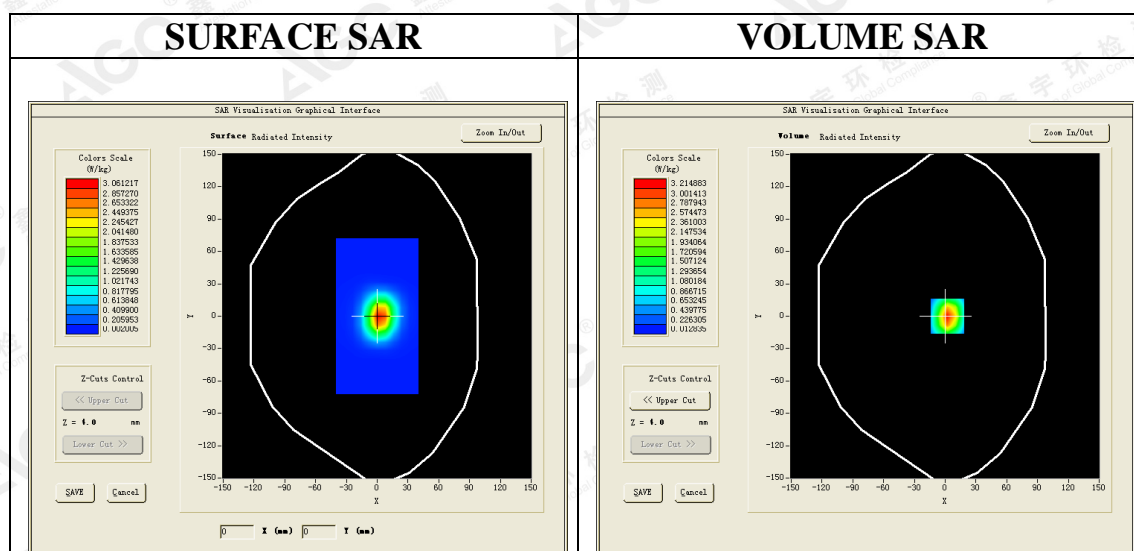 SURFACE SAR
VOLUME SAR
SAR Visualisation Graphical Interface
Surface Radiated Intensity
Zoom In/Out
Colors Scale
(W/kg)
3.061217
2.857270
2.653322
2.449375
2.245427
2.041480
1.837533
1.633585
1.429638
1.225690
1.021743
0.817795
0.613848
0.409900
0.205953
0.002005
Z-Cuts Control
<< Upper Cut
Z = 4.0 mm
Lower Cut >>
SAVE Cancel
150
120
90
60
30
0
-30
-60
-90
-120
-150
Y
-150 -120 -90 -60 -30 0 30 60 90 120 150
X
0 X (mm) 0 Y (mm)
SAR Visualisation Graphical Interface
Volume Radiated Intensity
Zoom In/Out
Colors Scale
(W/kg)
3.214883
3.001413
2.787943
2.574473
2.361003
2.147534
1.934064
1.720594
1.507124
1.293654
1.080184
0.866715
0.653245
0.439775
0.226305
0.012835
Z-Cuts Control
<< Upper Cut
Z = 4.0 mm
Lower Cut >>
SAVE Cancel
150
120
90
60
30
0
-30
-60
-90
-120
-150
Y
-150 -120 -90 -60 -30 0 30 60 90 120 150
X